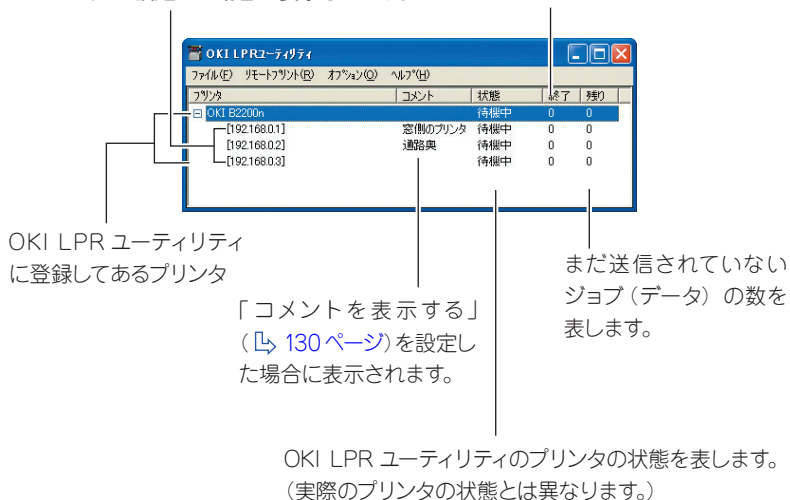 OKI LPRユーティリティ
ファイル(F) リモートプリント(R) オプション(O) ヘルプ(H)
プリンタ コメント 状態 終了 残り
OKI B2200n 待機中 0 0
[192.168.0.1] 窓側のプリンタ 待機中 0 0
[192.168.0.2] 通路奥 待機中 0 0
[192.168.0.3] 待機中 0 0
OKI LPR ユーティリティ
に登録してあるプリンタ
「コメントを表示する」
(130 ページ)を設定し
た場合に表示されます。
まだ送信されていない
ジョブ(データ)の数を
表します。
OKI LPR ユーティリティのプリンタの状態を表します。
(実際のプリンタの状態とは異なります。)